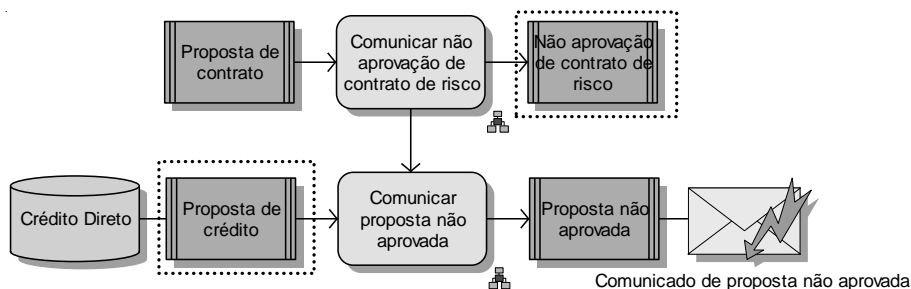 Proposta de
contrato
Comunicar não
aprovação de
contrato de risco
Não aprovação
de contrato de
risco
Crédito Direto
Proposta de
crédito
Comunicar
proposta não
aprovada
Proposta não
aprovada
Comunicado de proposta não aprovada